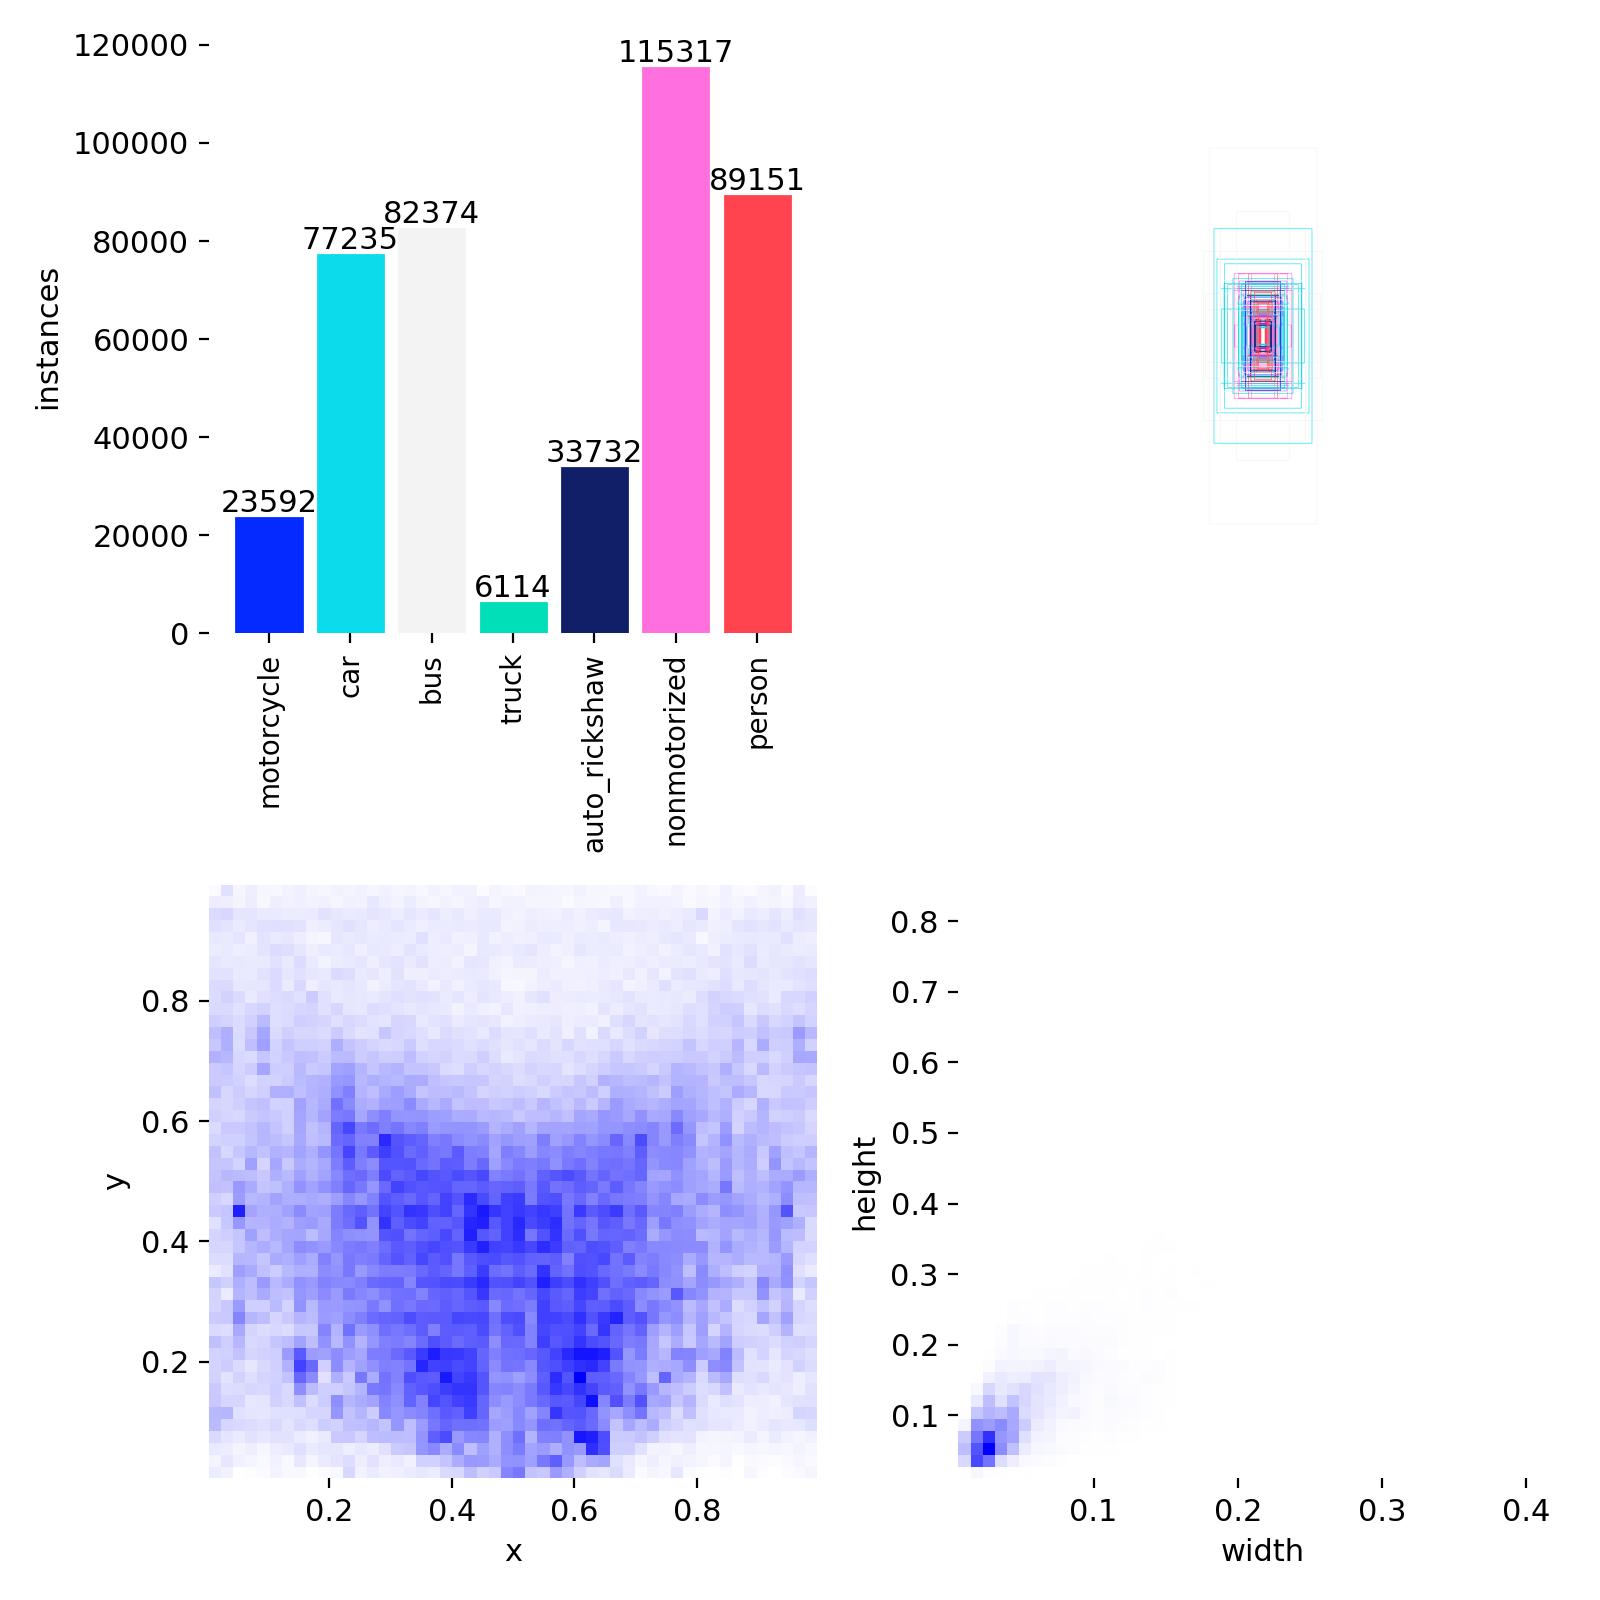 120000
100000
80000
60000
40000
20000
0
instances
23592
77235
82374
6114
33732
115317
89151
motorcycle
car
bus
truck
auto_rickshaw
nonmotorized
person
0.8
0.6
0.4
0.2
y
0.2
0.4
0.6
0.8
x
0.8
0.7
0.6
0.5
0.4
0.3
0.2
0.1
height
0.1
0.2
0.3
0.4
width